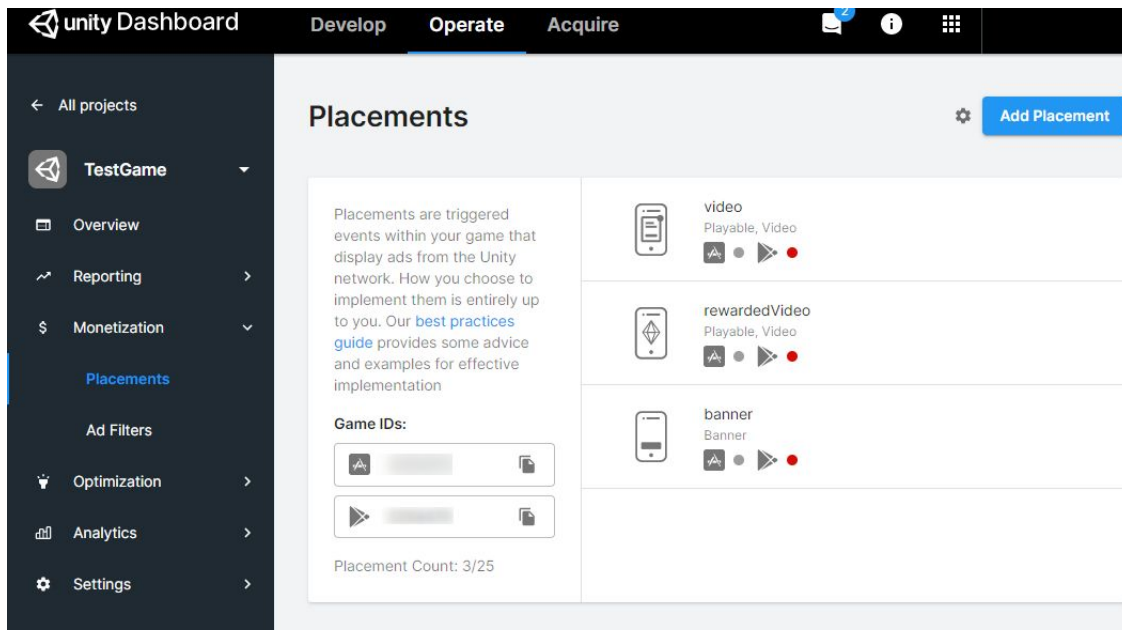 unity Dashboard
Develop
Operate
Acquire
2
← All projects
TestGame
Overview
Reporting
$ Monetization
Placements
Ad Filters
Optimization
Analytics
Settings
Placements
Add Placement
Placements are triggered
events within your game that
display ads from the Unity
network. How you choose to
implement them is entirely up
to you. Our best practices
guide provides some advice
and examples for effective
implementation
Game IDs:
Placement Count: 3/25
video
Playable, Video
rewardedVideo
Playable, Video
banner
Banner